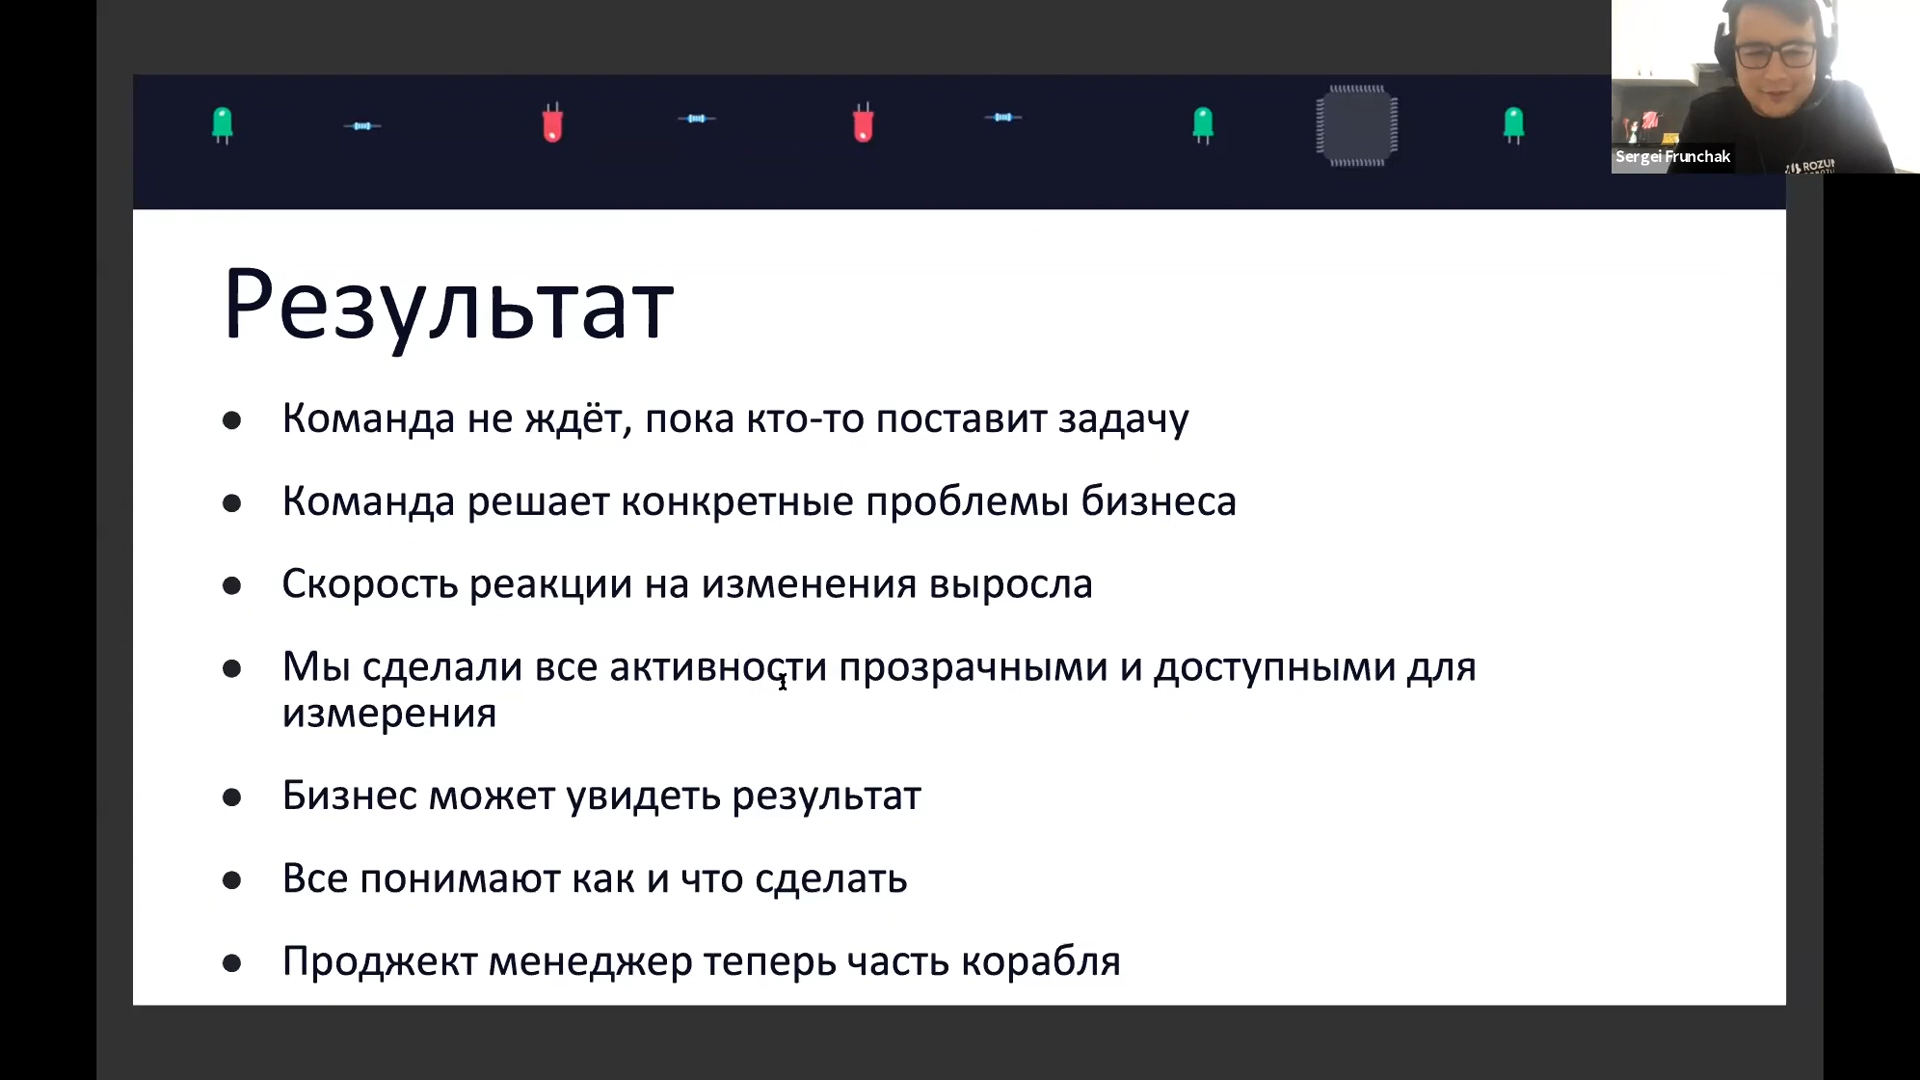 Sergei Frunchak
ROZUM
Результат
● Команда не ждёт, пока кто-то поставит задачу
● Команда решает конкретные проблемы бизнеса
● Скорость реакции на изменения выросла
● Мы сделали все активности прозрачными и доступными для
измерения
● Бизнес может увидеть результат
● Все понимают как и что сделать
● Проджект менеджер теперь часть корабля